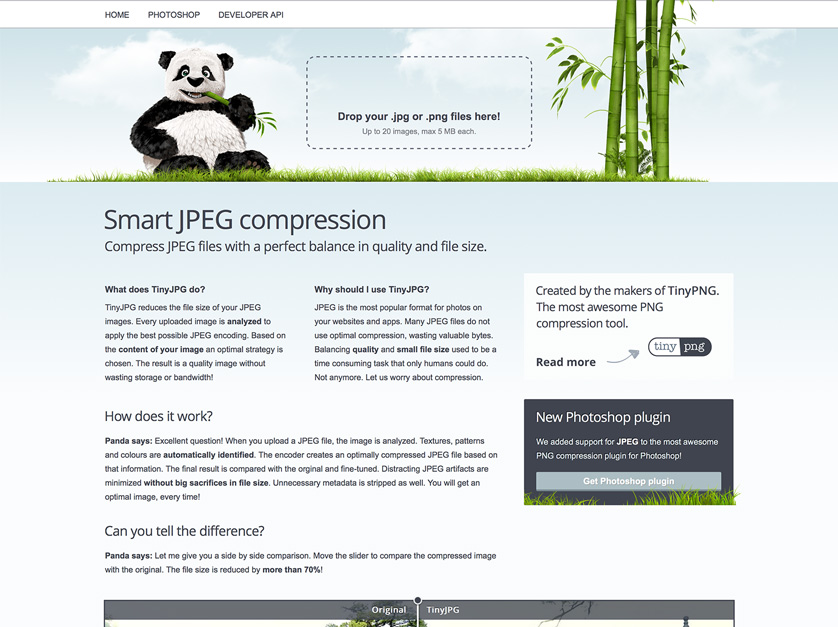 HOME PHOTOSHOP DEVELOPER API
Drop your .jpg or .png files here!
Up to 20 images, max 5 MB each.
Smart JPEG compression
Compress JPEG files with a perfect balance in quality and file size.
What does TinyJPG do?
TinyJPG reduces the file size of your JPEG
images. Every uploaded image is analyzed to
apply the best possible JPEG encoding. Based on
the content of your image an optimal strategy is
chosen. The result is a quality image without
wasting storage or bandwidth!
Why should I use TinyJPG?
JPEG is the most popular format for photos on
your websites and apps. Many JPEG files do not
use optimal compression, wasting valuable bytes.
Balancing quality and small file size used to be a
time consuming task that only humans could do.
Not anymore. Let us worry about compression.
Created by the makers of TinyPNG.
The most awesome PNG
compression tool.
Read more
tiny png
How does it work?
Panda says: Excellent question! When you upload a JPEG file, the image is analyzed. Textures, patterns
and colours are automatically identified. The encoder creates an optimally compressed JPEG file based on
that information. The final result is compared with the orginal and fine-tuned. Distracting JPEG artifacts are
minimized without big sacrifices in file size. Unnecessary metadata is stripped as well. You will get an
optimal image, every time!
New Photoshop plugin
We added support for JPEG to the most awesome
PNG compression plugin for Photoshop!
Get Photoshop plugin
Can you tell the difference?
Panda says: Let me give you a side by side comparison. Move the slider to compare the compressed image
with the original. The file size is reduced by more than 70%!
Original TinyJPG